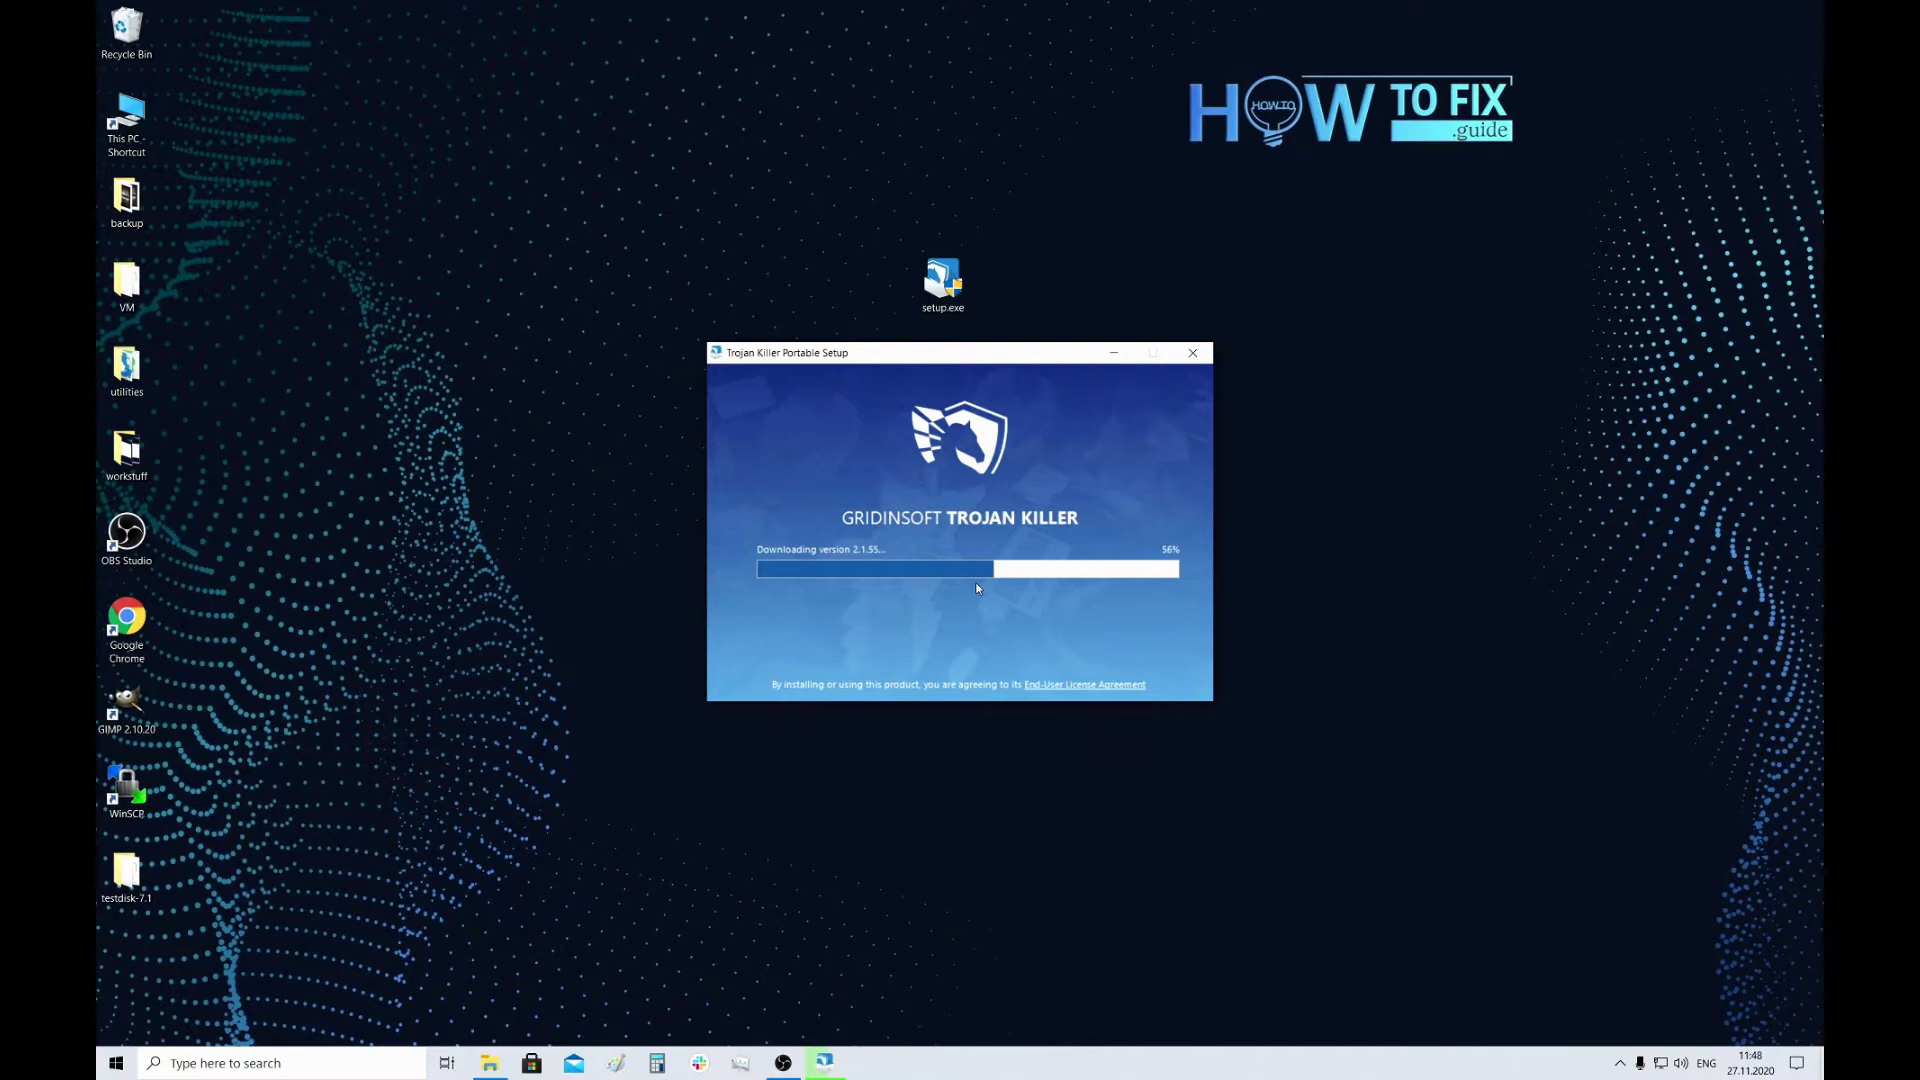 Recycle Bin
This PC -
Shortcut
backup
VM
utilities
workstuff
OBS Studio
Google
Chrome
GIMP 2.10.20
WinSCP
testdisk-7.1
HOW TO FIX
HOW TO
.guide
setup.exe
Trojan Killer Portable Setup
GRIDINSOFT TROJAN KILLER
Downloading version 2.1.55... 56%
By installing or using this product, you are agreeing to its End-User License Agreement
Type here to search
ENG
11:48
27.11.2020